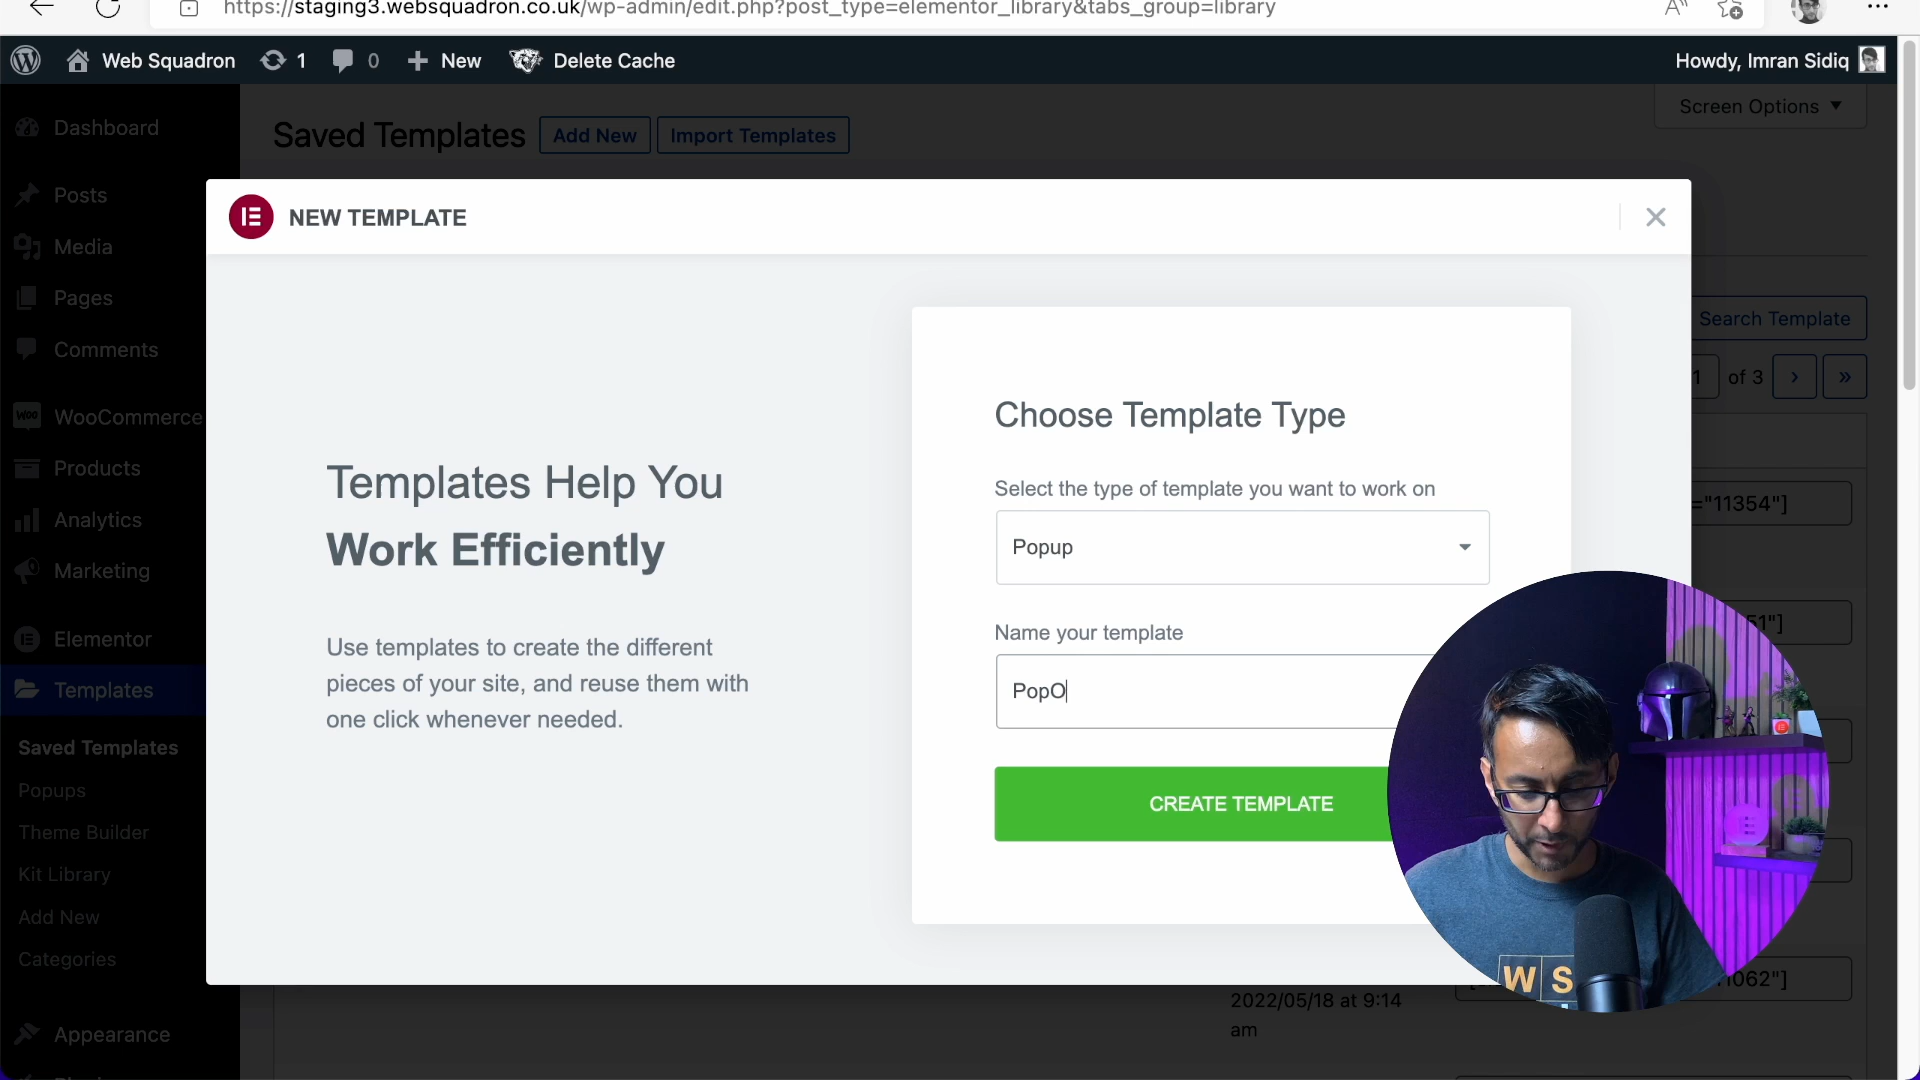 https://staging3.websquadron.co.uk/wp-admin/edit.php?post_type=elementor_library&tabs_group=library
Web Squadron
1
0
New
Delete Cache
Howdy, Imran Sidiq
Screen Options
Dashboard
Posts
Media
Pages
Comments
WooCommerce
Products
Analytics
Marketing
Elementor
Templates
Saved Templates
Popups
Theme Builder
Kit Library
Add New
Categories
Appearance
Saved Templates
Add New
Import Templates
Search Template
1 of 3 › »
="11354"]
51"]
1062"]
2022/05/18 at 9:14
am
NEW TEMPLATE
Templates Help You
Work Efficiently
Use templates to create the different
pieces of your site, and reuse them with
one click whenever needed.
Choose Template Type
Select the type of template you want to work on
Popup
Name your template
PopO
CREATE TEMPLATE
W S